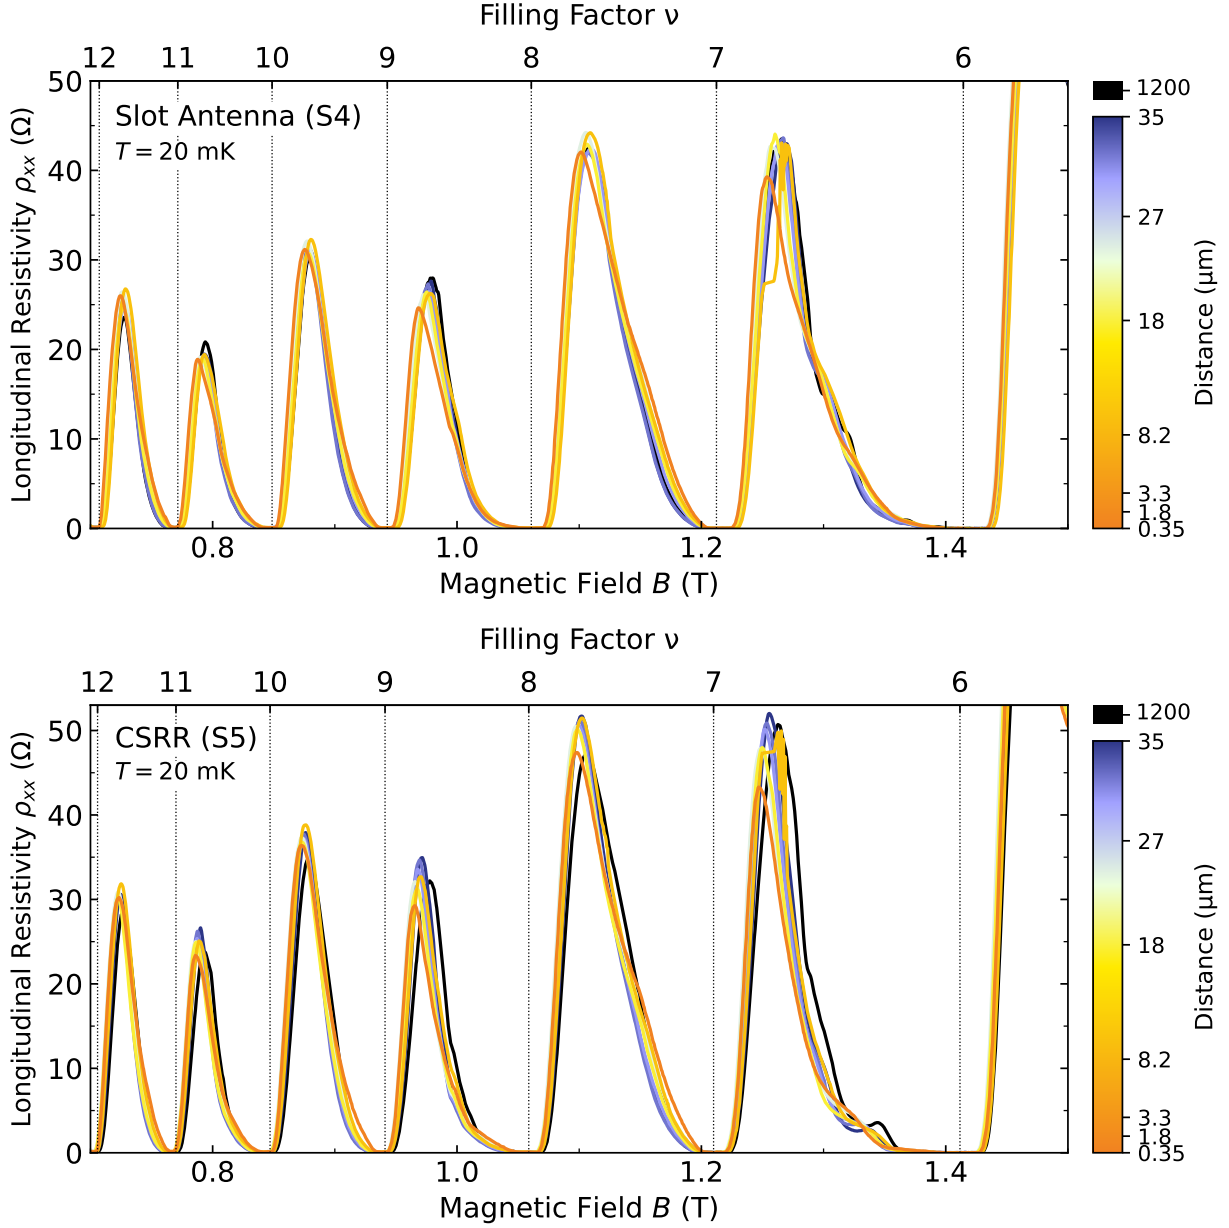 Filling Factor ν
12 11 10 9 8 7 6
Longitudinal Resistivity ρxx (Ω)
50
40
30
20
10
0
Slot Antenna (S4)
T = 20 mK
0.8 1.0 1.2 1.4
Magnetic Field B (T)
1200
35
27
18
8.2
3.3
1.8
0.35
Distance (μm)
Filling Factor ν
12 11 10 9 8 7 6
Longitudinal Resistivity ρxx (Ω)
50
40
30
20
10
0
CSRR (S5)
T = 20 mK
0.8 1.0 1.2 1.4
Magnetic Field B (T)
1200
35
27
18
8.2
3.3
1.8
0.35
Distance (μm)